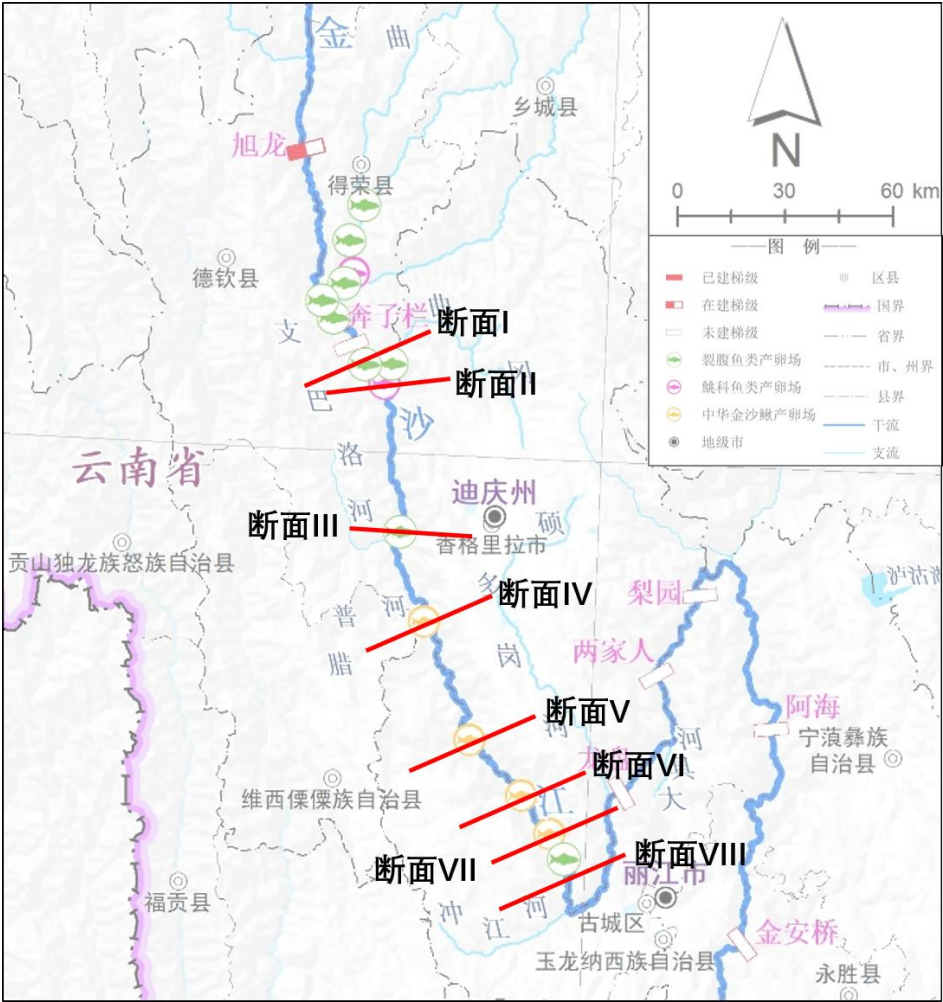 金
曲
乡城县
N
0 30 60 km
旭龙
得荣县
德钦县
——图 例——
已建梯级
在建梯级
未建梯级
裂腹鱼类产卵场
鮡科鱼类产卵场
中华金沙鳅产卵场
地级市
区县
国界
省界
市、州界
县界
干流
支流
曲
奔子栏
支
断面I
冈
断面II
巴
沙
云南省
洛
迪庆州
河
断面III
硕
香格里拉市
贡山独龙族怒族自治县
多
断面IV
梨园
泸沽湖
普
河
腊
岗
两家人
断面V
河
阿海
河
宁蒗彝族
自治县
断面VI
维西傈僳族自治县
江
大
断面VII
断面VIII
丽江市
福贡县
冲
江
河
古城区
金安桥
玉龙纳西族自治县
永胜县